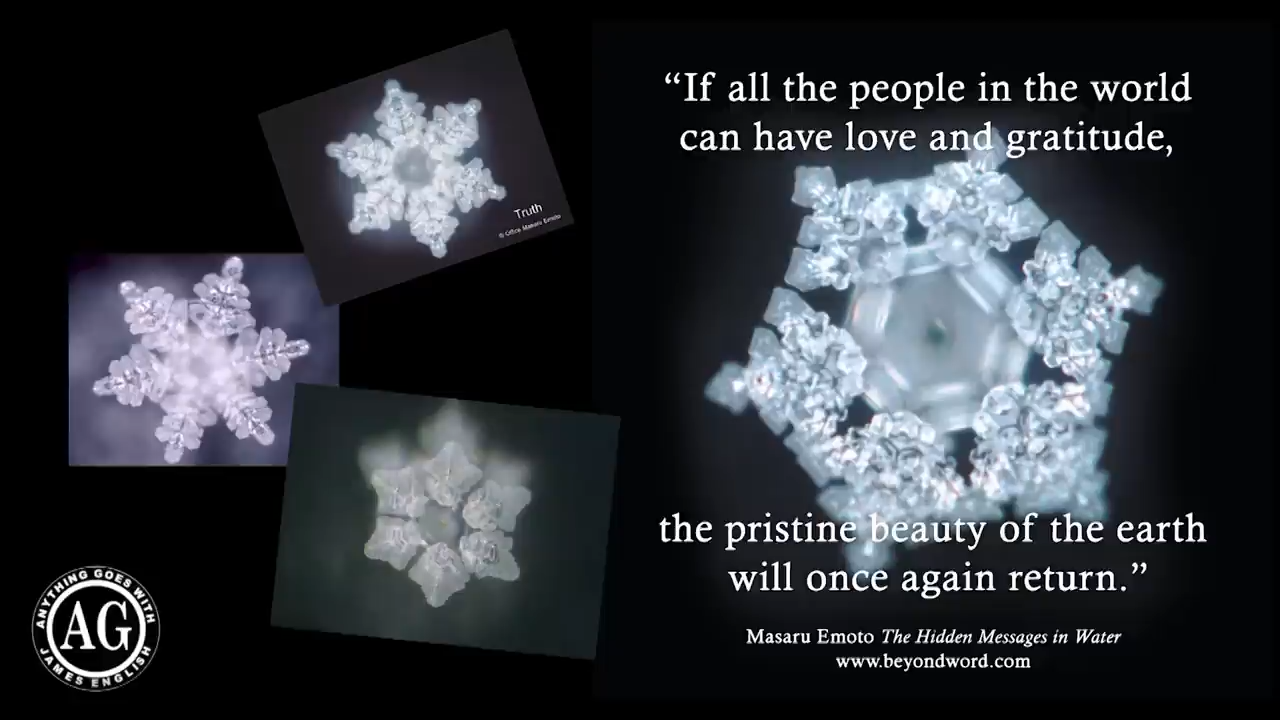 “If all the people in the world
can have love and gratitude,
the pristine beauty of the earth
will once again return.”
Masaru Emoto The Hidden Messages in Water
www.beyondword.com
Truth
© Office Masaru Emoto
ANYTHING GOES WITH
AG
JAMES ENGLISH